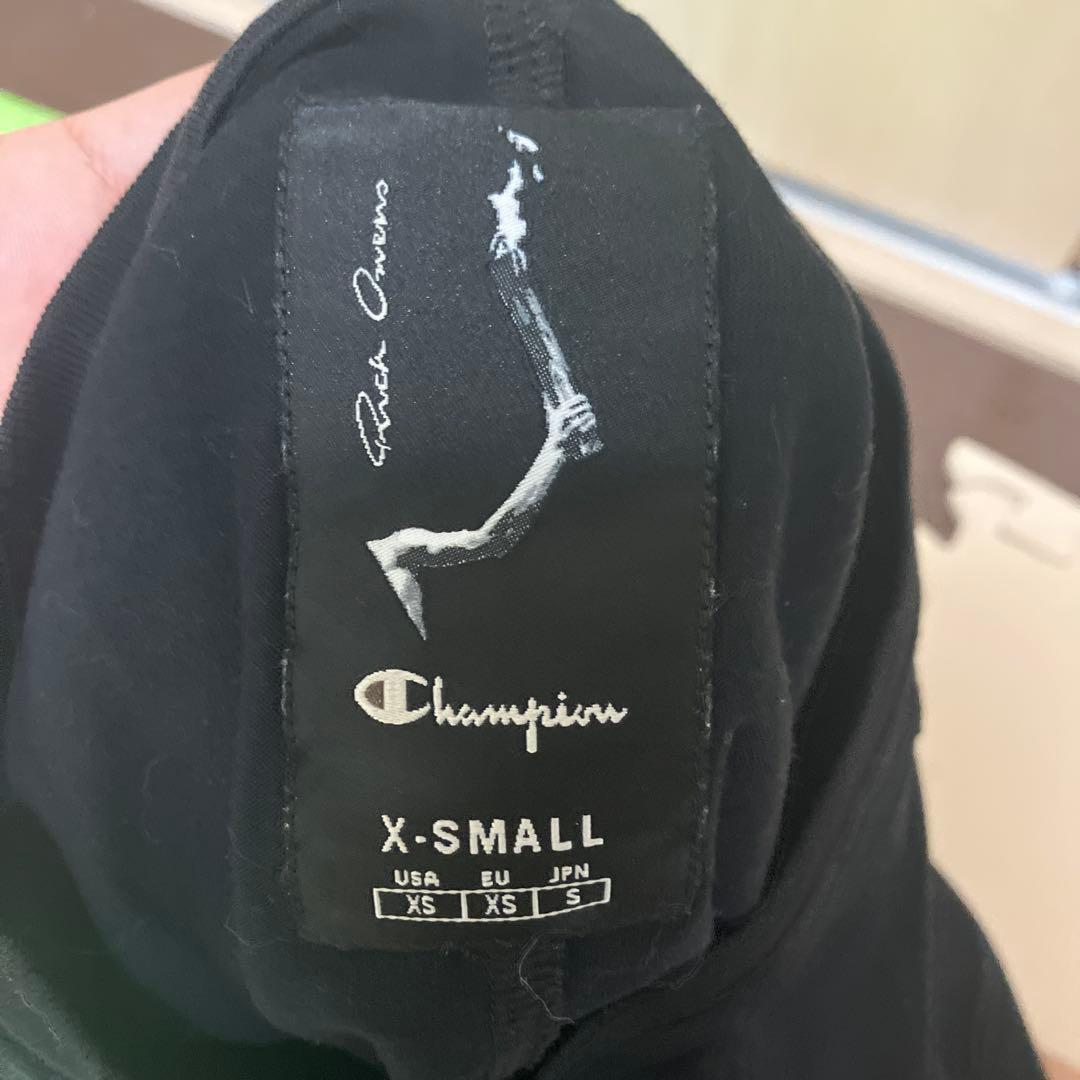 Rick Owens
Champion
X-SMALL
USA EU JPN
XS XS S